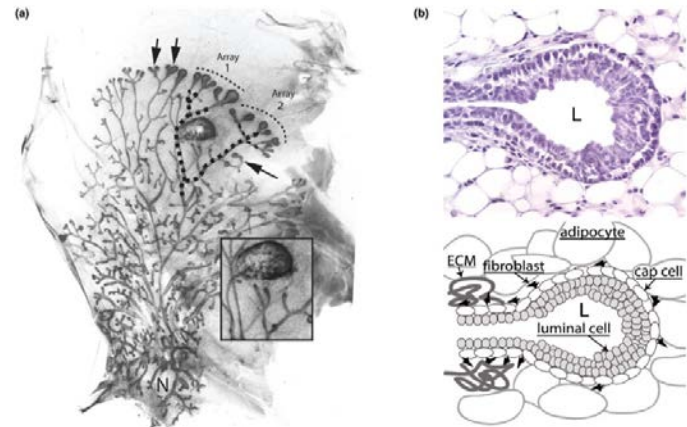 (a)
Array
1
Array
2
N
(b)
L
adipocyte
ECM
fibroblast
cap cell
L
luminal cell